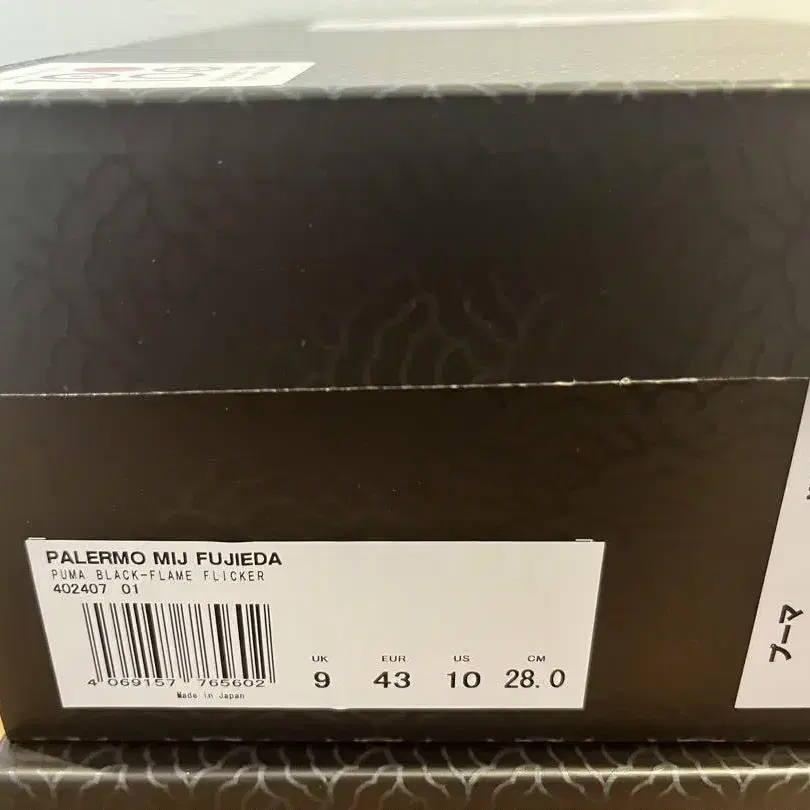 PALERMO MIJ FUJIEDA
PUMA BLACK-FLAME FLICKER
402407 01
UK EUR US CM
9 43 10 28.0
4 069157 765602
Made in Japan
プーマ